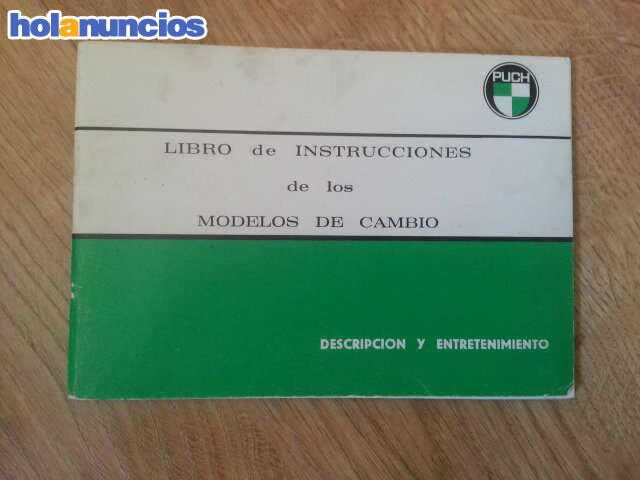 holanuncios
PUCH
LIBRO de INSTRUCCIONES
de los
MODELOS DE CAMBIO
DESCRIPCION Y ENTRETENIMIENTO